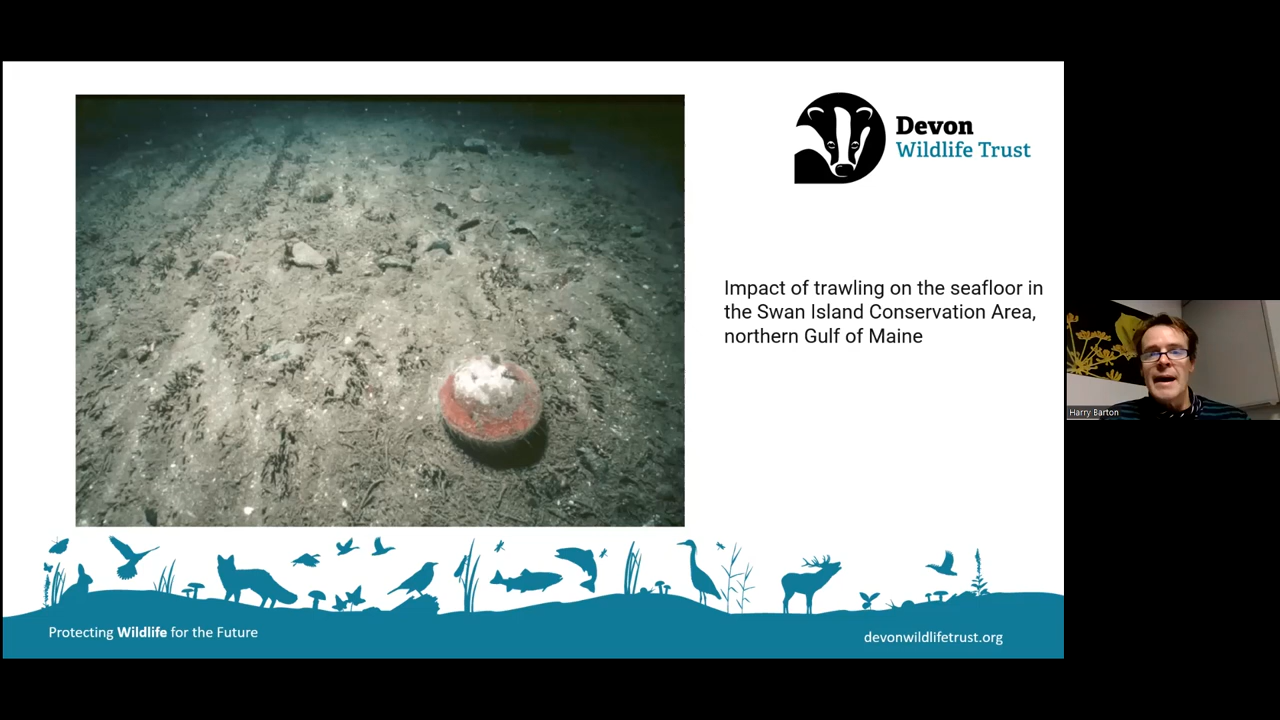 Devon
Wildlife Trust
Impact of trawling on the seafloor in
the Swan Island Conservation Area,
northern Gulf of Maine
Harry Barton
Protecting Wildlife for the Future
devonwildlifetrust.org